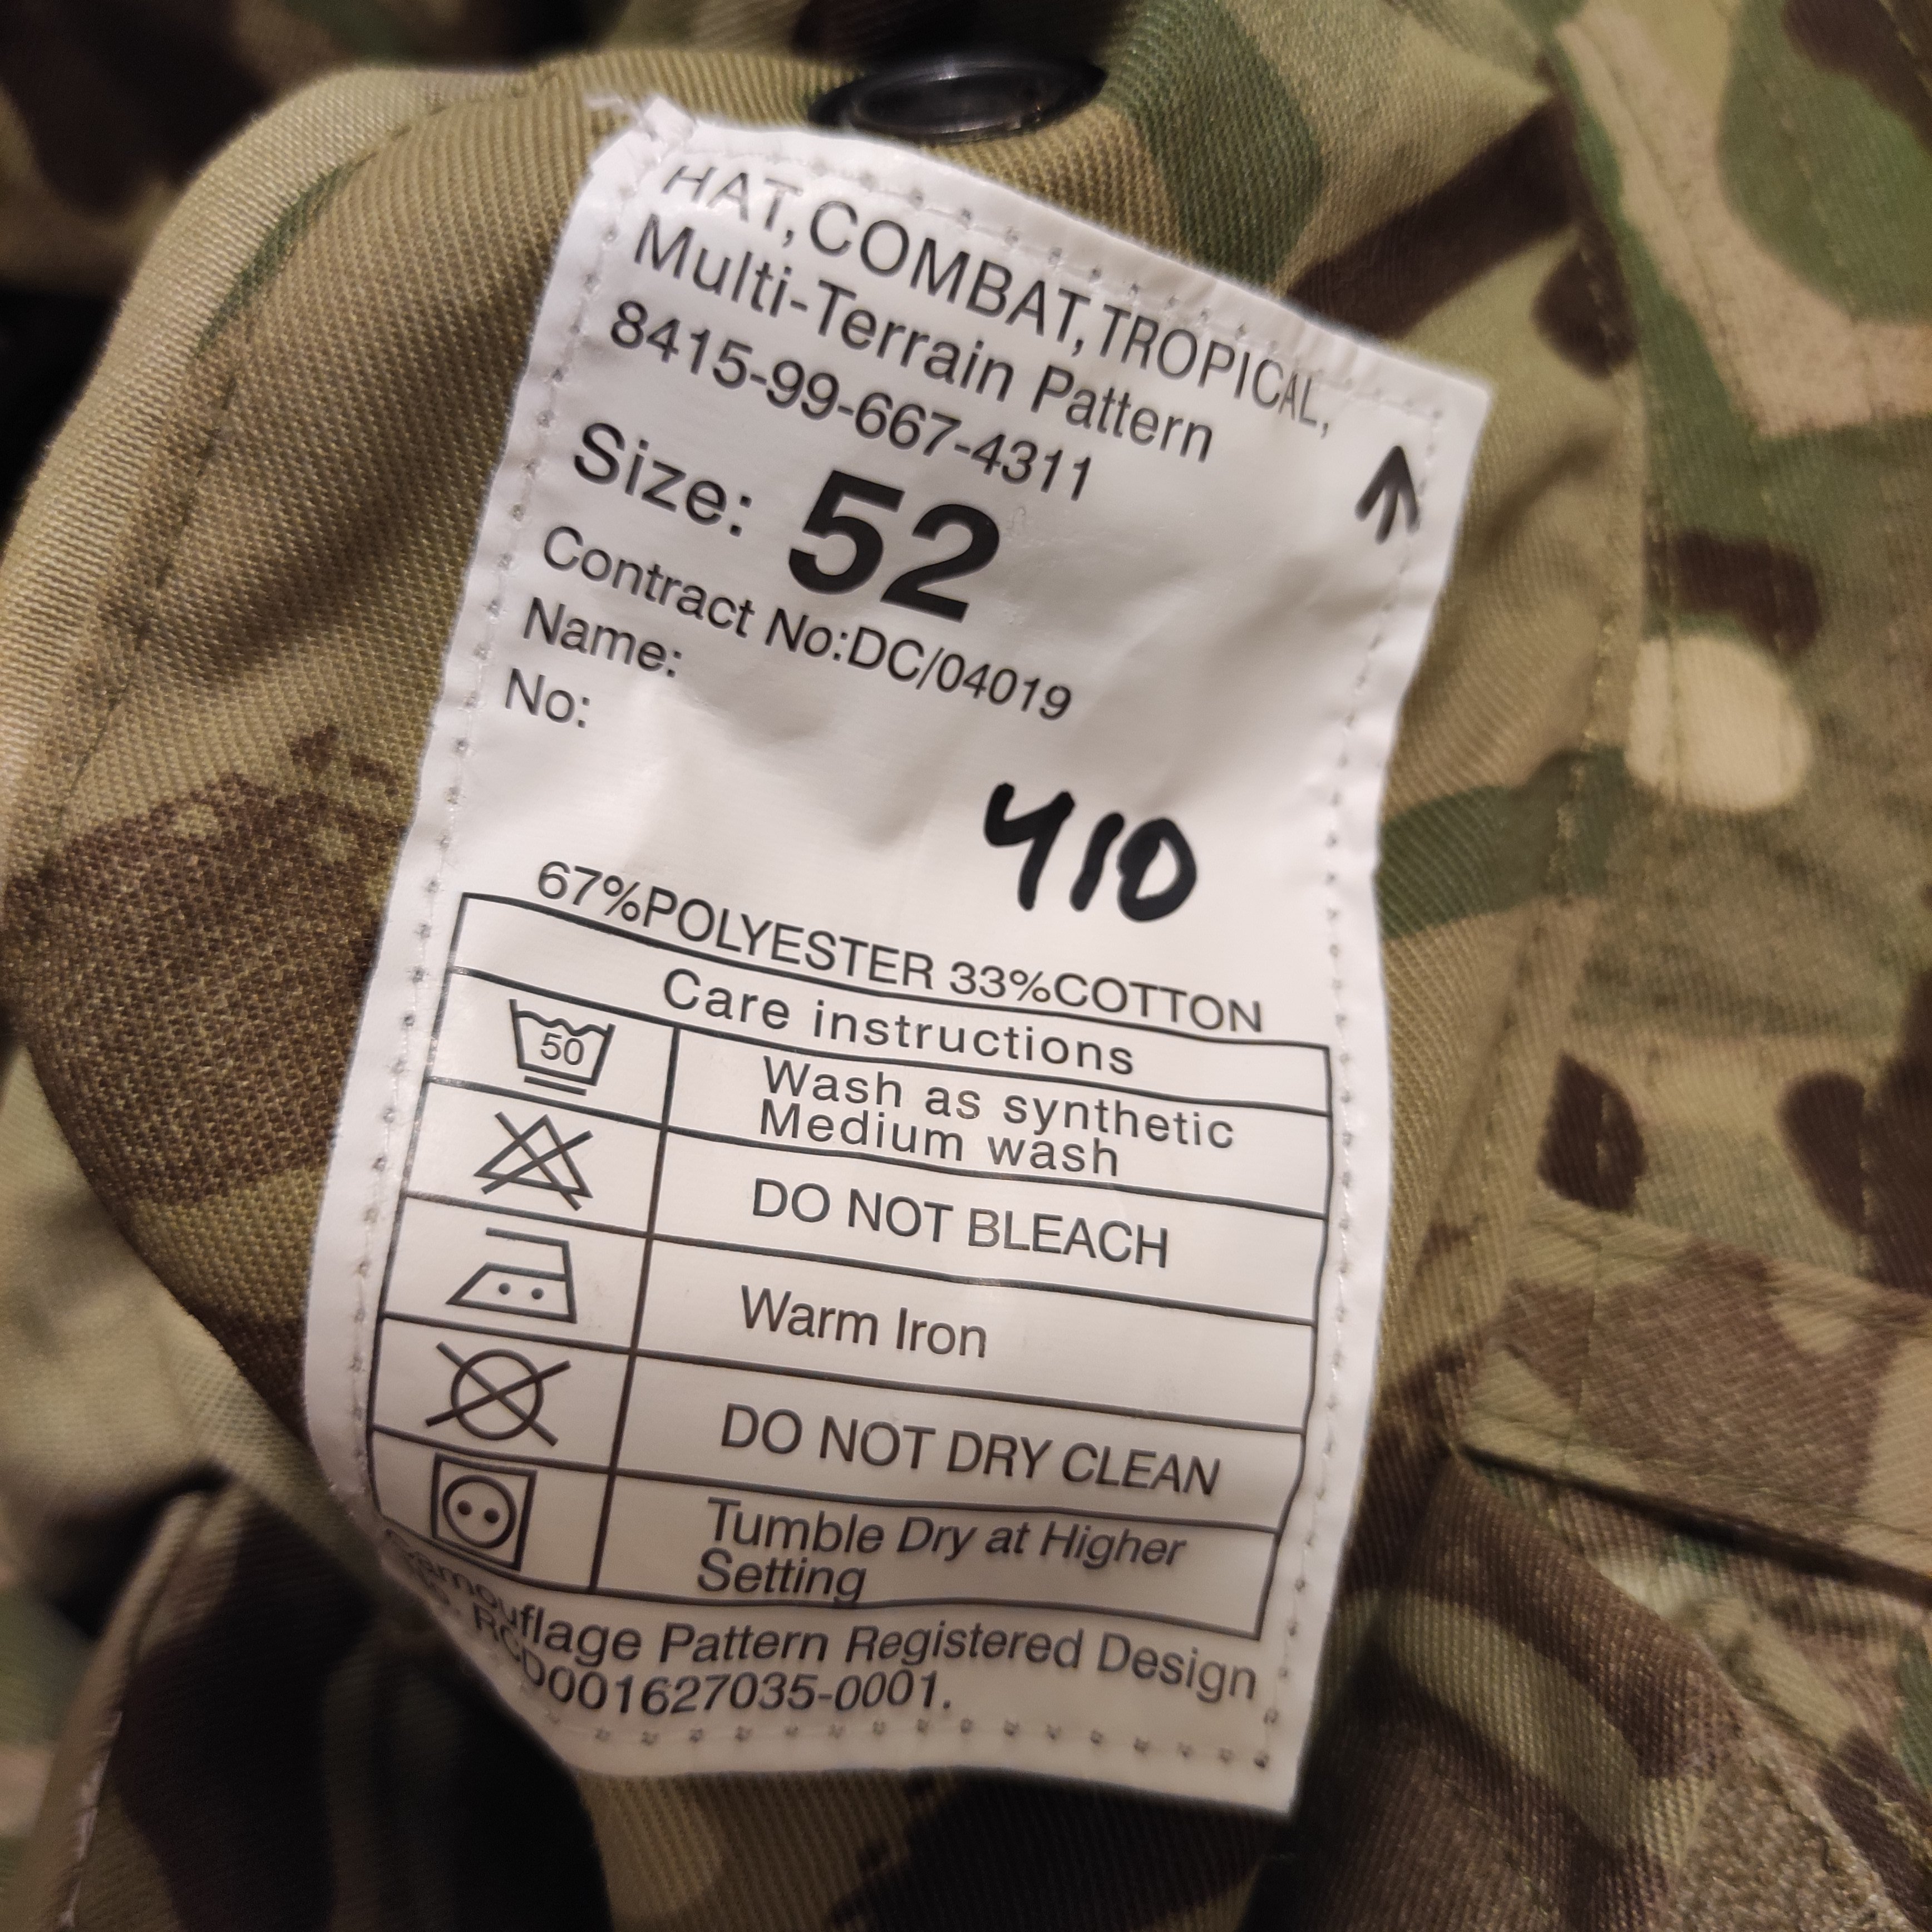 HAT,COMBAT,TROPICAL,
Multi-Terrain Pattern
8415-99-667-4311
Size: 52
Contract No:DC/04019
Name:
No:
410
67%POLYESTER 33%COTTON
Care instructions
50
Wash as synthetic
Medium wash
DO NOT BLEACH
Warm Iron
DO NOT DRY CLEAN
Tumble Dry at Higher
Setting
Camouflage Pattern Registered Design
No. RCD001627035-0001.